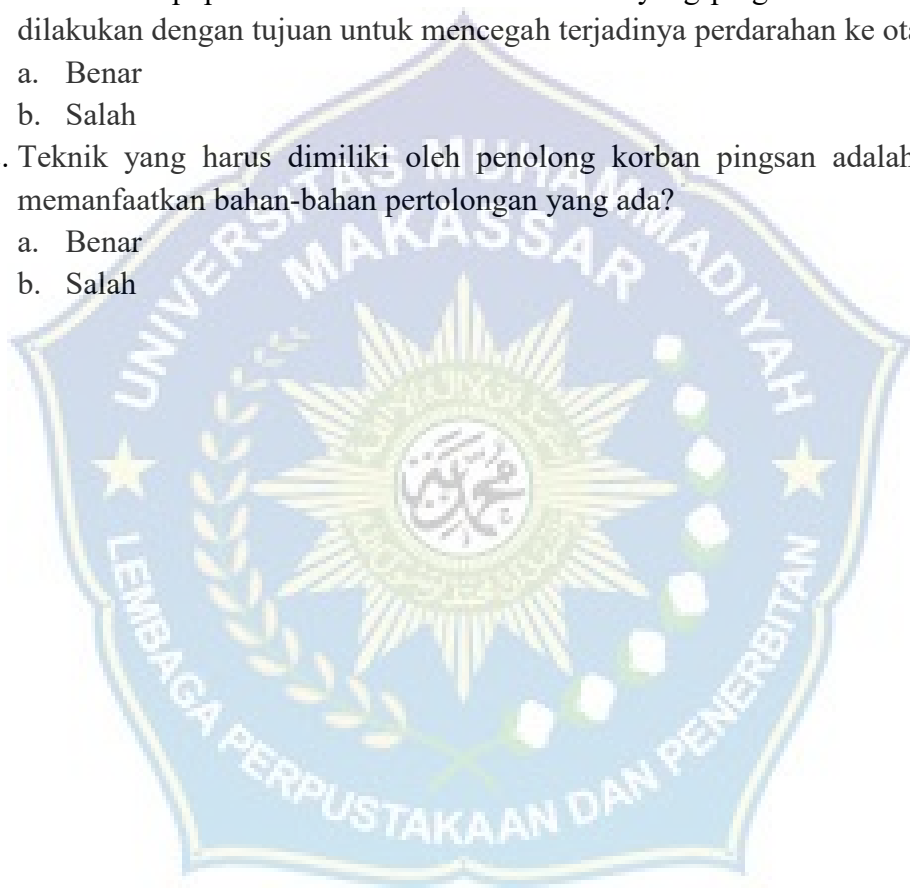 dilakukan dengan tujuan untuk mencegah terjadinya perdarahan ke
a. Benar
b. Salah
. Teknik yang harus dimiliki oleh penolong korban pingsan adalah
memanfaatkan bahan-bahan pertolongan yang ada?
a. Benar
b. Salah
UNIVERSITAS MUHAMMADIYAH
MAKASSAR
LEMBAGA PERPUSTAKAAN DAN PENERBITAN